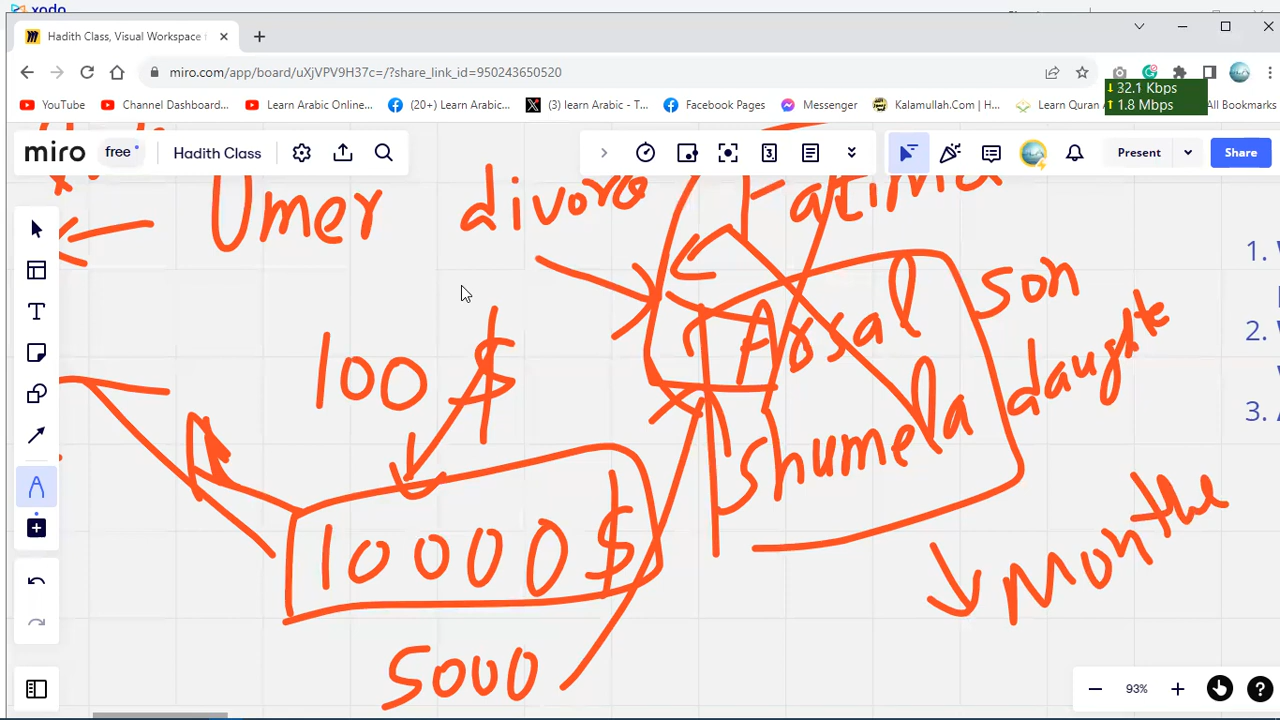 xodo
Hadith Class, Visual Workspace f
miro.com/app/board/uXjVPV9H37c=/?share_link_id=950243650520
32.1 Kbps
1.8 Mbps
YouTube
Channel Dashboard...
Learn Arabic Online...
(20+) Learn Arabic...
(3) learn Arabic - T...
Facebook Pages
Messenger
Kalamullah.Com | H...
Learn Quran
All Bookmarks
miro free
Hadith Class
Present
Share
Umer divorce
Fatima
1.
2.
3.
Arsal son
Shumela daughte
100 $
10000 $
Monthe
5000
93%